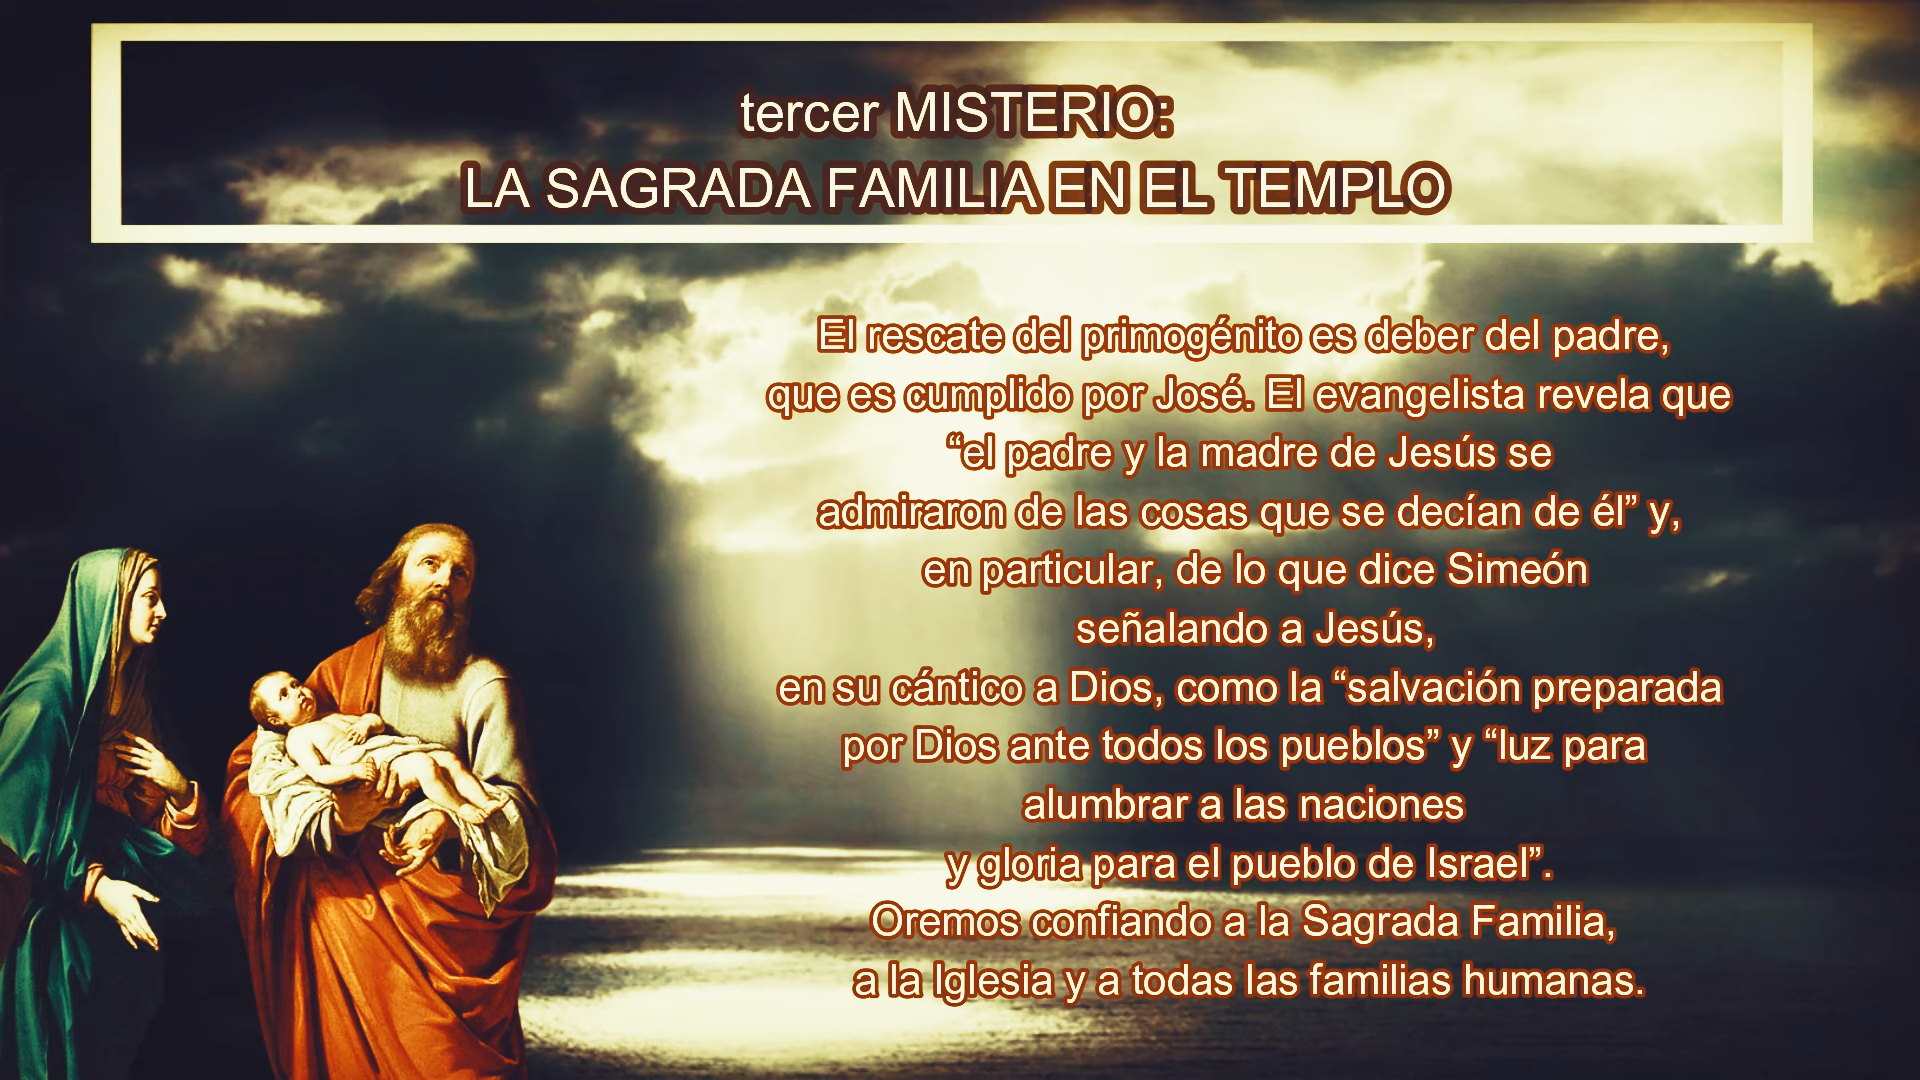 tercer MISTERIO:
LA SAGRADA FAMILIA EN EL TEMPLO
El rescate del primogénito es deber del padre,
que es cumplido por José. El evangelista revela que
“el padre y la madre de Jesús se
admiraron de las cosas que se decían de él” y,
en particular, de lo que dice Simeón
señalando a Jesús,
en su cántico a Dios, como la “salvación preparada
por Dios ante todos los pueblos” y “luz para
alumbrar a las naciones
y gloria para el pueblo de Israel”.
Oremos confiando a la Sagrada Familia,
a la Iglesia y a todas las familias humanas.